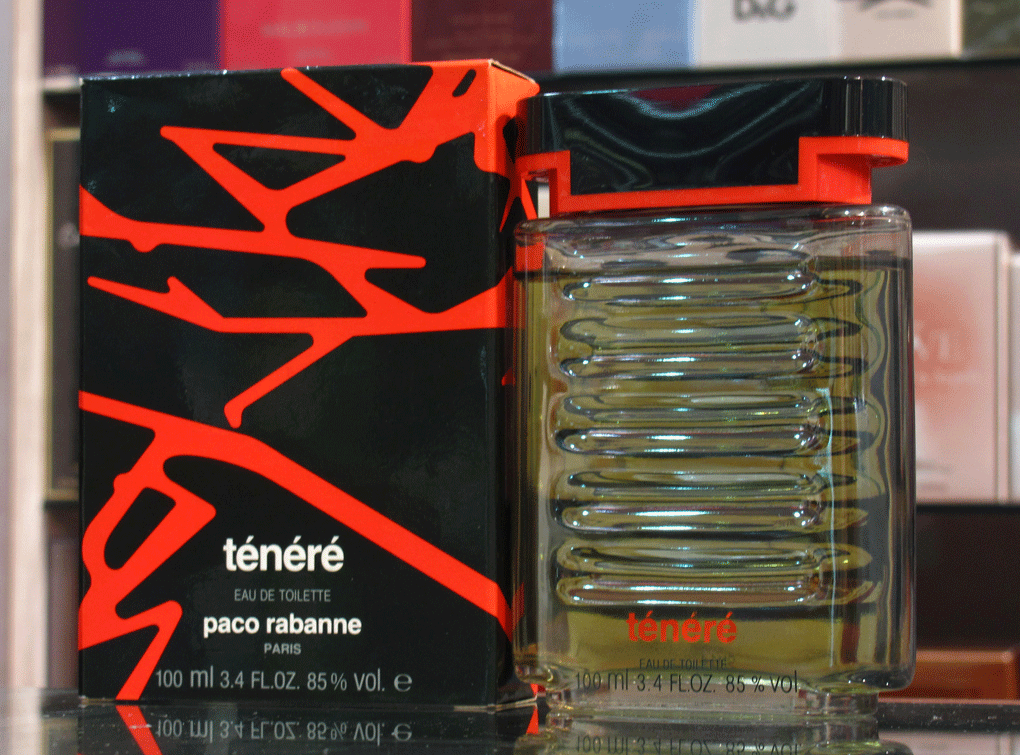 D&G
ténéré
EAU DE TOILETTE
paco rabanne
PARIS
100 ml 3.4 FL.OZ. 85% vol. ℮
ténéré
EAU DE TOILETTE
100 ml 3.4 FL.OZ. 85 % vol